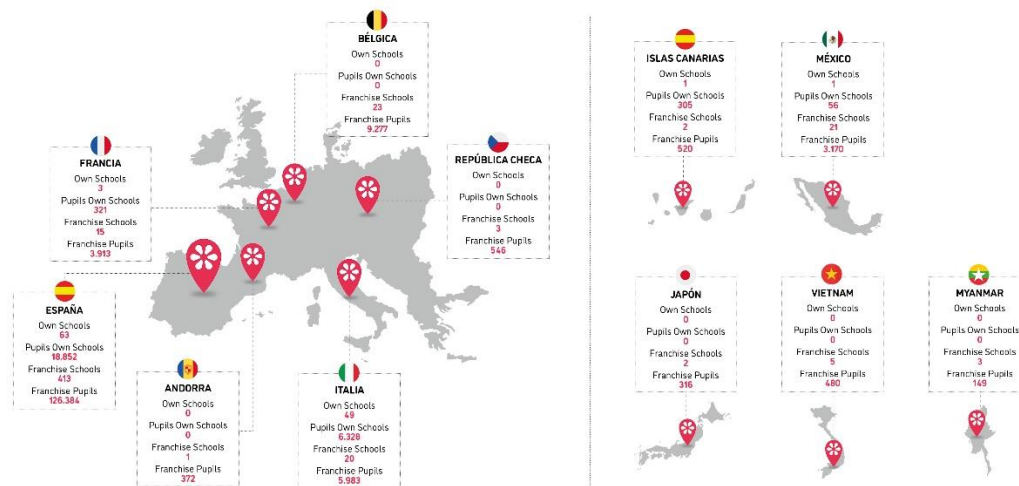 BÉLGICA
Own Schools
0
Pupils Own Schools
0
Franchise Schools
23
Franchise Pupils
9.277
FRANCIA
Own Schools
3
Pupils Own Schools
321
Franchise Schools
15
Franchise Pupils
3.913
REPÚBLICA CHECA
Own Schools
0
Pupils Own Schools
0
Franchise Schools
3
Franchise Pupils
546
ESPAÑA
Own Schools
63
Pupils Own Schools
18.852
Franchise Schools
413
Franchise Pupils
126.384
ANDORRA
Own Schools
0
Pupils Own Schools
0
Franchise Schools
1
Franchise Pupils
372
ITALIA
Own Schools
49
Pupils Own Schools
6.328
Franchise Schools
20
Franchise Pupils
5.983
ISLAS CANARIAS
Own Schools
1
Pupils Own Schools
305
Franchise Schools
2
Franchise Pupils
520
MÉXICO
Own Schools
1
Pupils Own Schools
56
Franchise Schools
21
Franchise Pupils
3.170
JAPÓN
Own Schools
0
Pupils Own Schools
0
Franchise Schools
2
Franchise Pupils
316
VIETNAM
Own Schools
0
Pupils Own Schools
0
Franchise Schools
5
Franchise Pupils
480
MYANMAR
Own Schools
0
Pupils Own Schools
0
Franchise Schools
3
Franchise Pupils
149